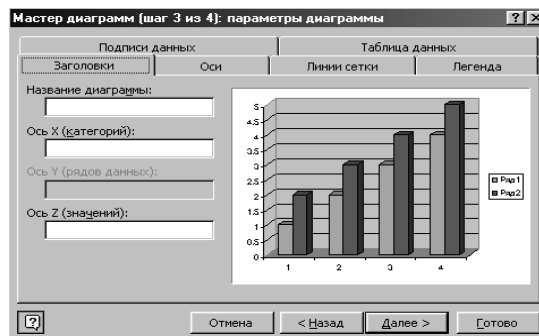 Мастер диаграмм (шаг 3 из 4): параметры диаграммы
Подписи данных
Таблица данных
Заголовки
Оси
Линии сетки
Легенда
Название диаграммы:
Ось X (категорий):
Ось Y (рядов данных):
Ось Z (значений):
5
4.5
4
3.5
3
2.5
2
1.5
1
0.5
0
1
2
3
4
Ряд1
Ряд2
Отмена
< Назад
Далее >
Готово